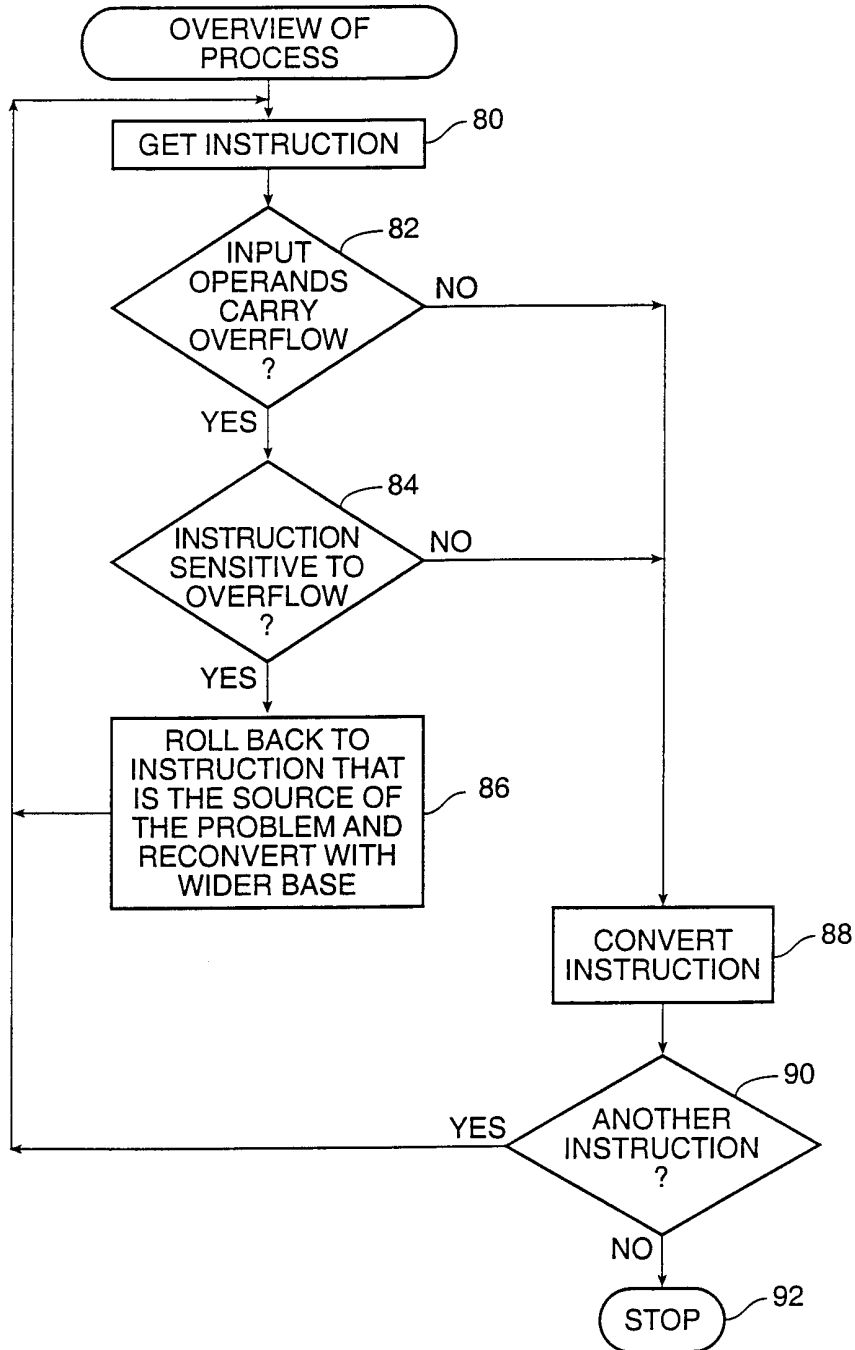 OVERVIEW OF
PROCESS
GET INSTRUCTION
80
INPUT
OPERANDS
CARRY
OVERFLOW
?
82
NO
YES
INSTRUCTION
SENSITIVE TO
OVERFLOW
?
84
NO
YES
ROLL BACK TO
INSTRUCTION THAT
IS THE SOURCE OF
THE PROBLEM AND
RECONVERT WITH
WIDER BASE
86
CONVERT
INSTRUCTION
88
ANOTHER
INSTRUCTION
?
90
YES
NO
STOP
92